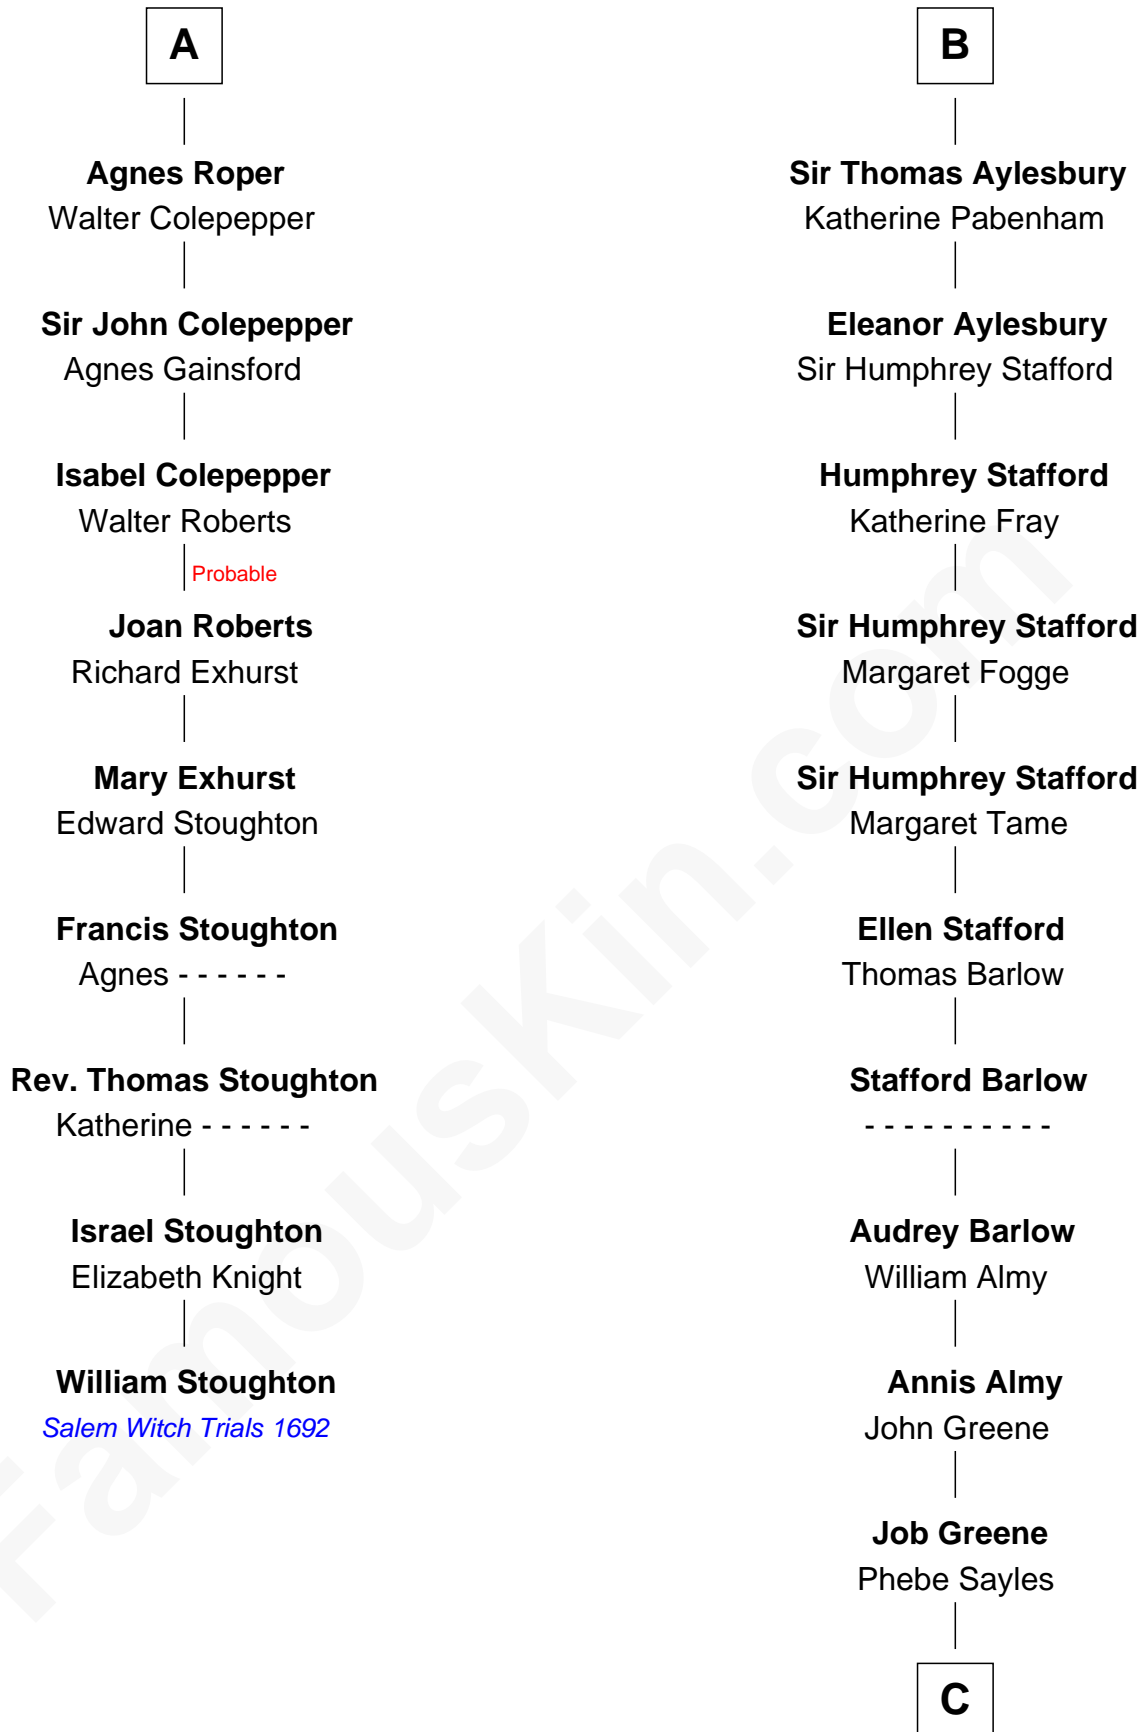 A
Agnes Roper
Walter Colepepper
Sir John Colepepper
Agnes Gainsford
Isabel Colepepper
Walter Roberts
Probable
Joan Roberts
Richard Exhurst
Mary Exhurst
Edward Stoughton
Francis Stoughton
Agnes - - - - - -
Rev. Thomas Stoughton
Katherine - - - - - -
Israel Stoughton
Elizabeth Knight
William Stoughton
Salem Witch Trials 1692
B
Sir Thomas Aylesbury
Katherine Pabenham
Eleanor Aylesbury
Sir Humphrey Stafford
Humphrey Stafford
Katherine Fray
Sir Humphrey Stafford
Margaret Fogge
Sir Humphrey Stafford
Margaret Tame
Ellen Stafford
Thomas Barlow
Stafford Barlow
- - - - - - - - - -
Audrey Barlow
William Almy
Annis Almy
John Greene
Job Greene
Phebe Sayles
C
FamousKin.com